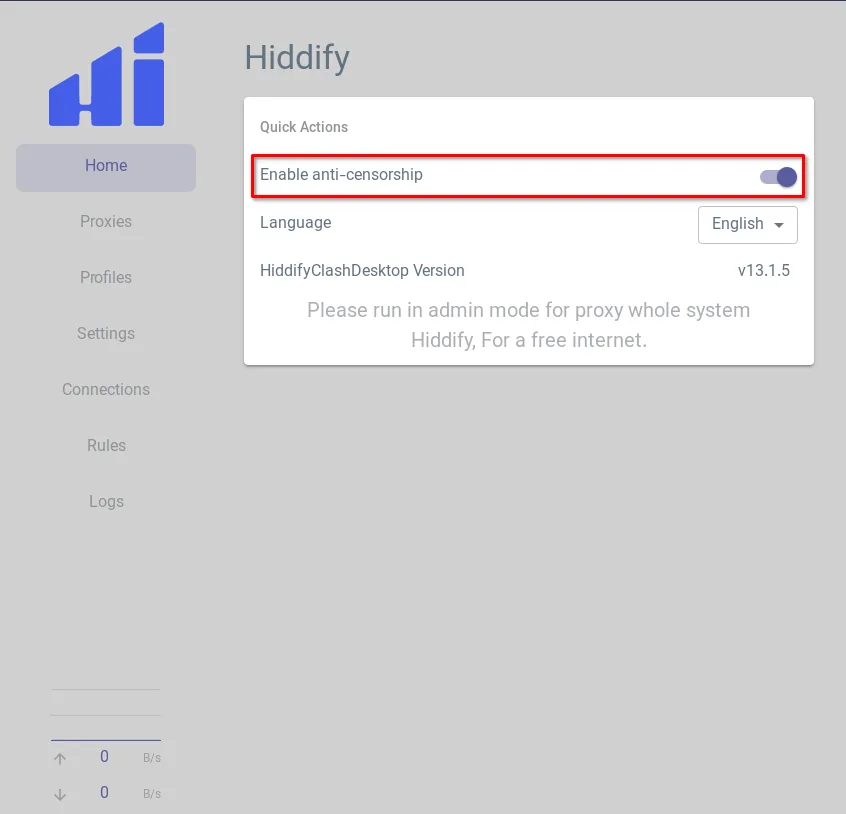 Hi
Home
Proxies
Profiles
Settings
Connections
Rules
Logs
0 B/s
0 B/s
Hiddify
Quick Actions
Enable anti-censorship
Language English
HiddifyClashDesktop Version v13.1.5
Please run in admin mode for proxy whole system
Hiddify, For a free internet.